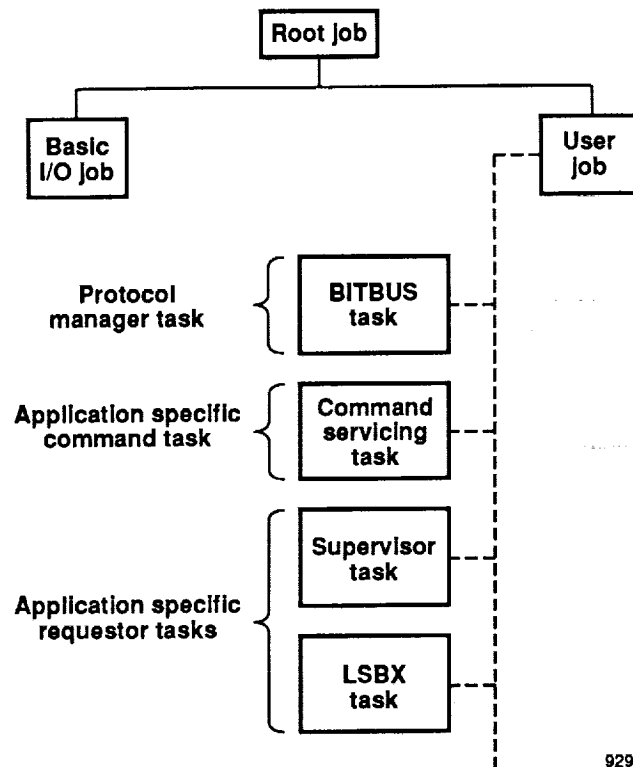 Root job
Basic
I/O job
User
job
Protocol
manager task
BITBUS
task
Application specific
command task
Command
servicing
task
Application specific
requestor tasks
Supervisor
task
LSBX
task
929